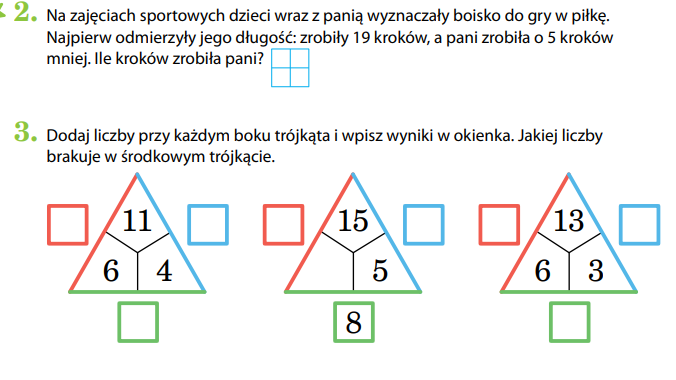 2. Na zajęciach sportowych dzieci wraz z panią wyznaczały boisko do gry w piłkę.
Najpierw odmierzyły jego długość: zrobiły 19 kroków, a pani zrobiła o 5 kroków
mniej. Ile kroków zrobiła pani?
3. Dodaj liczby przy każdym boku trójkąta i wpisz wyniki w okienka. Jakiej liczby
brakuje w środkowym trójkącie.
11 15 13
6 4 5 6 3
8